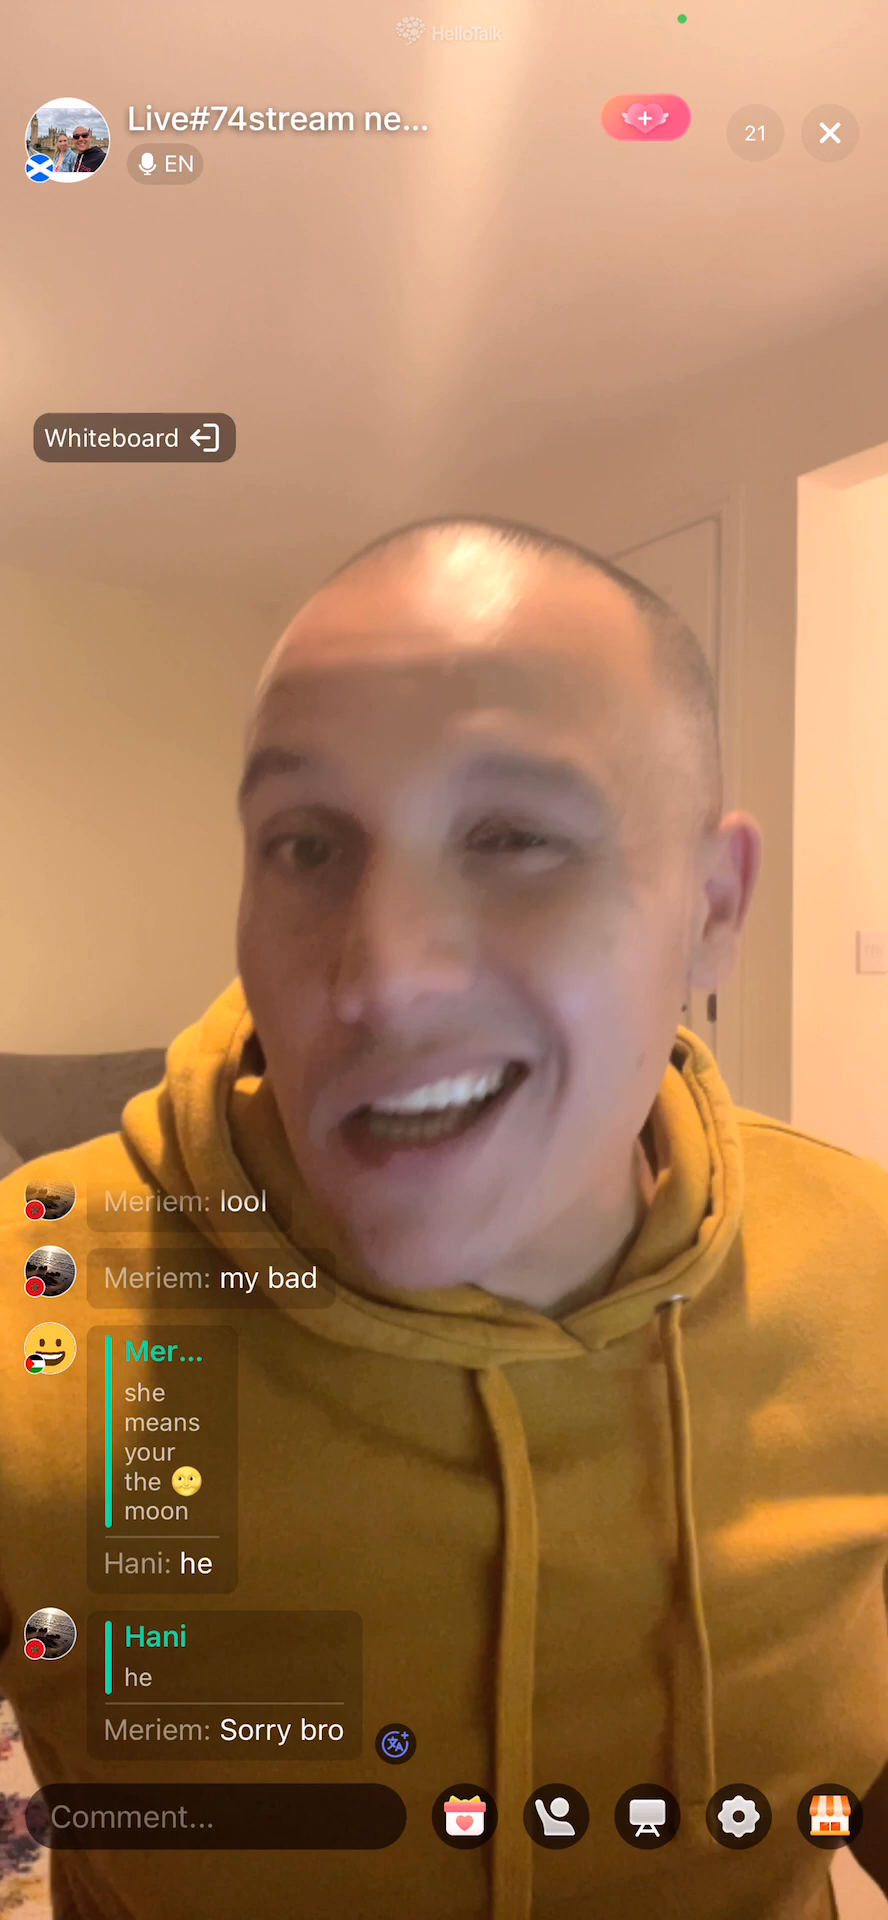 HelloTalk
Live#74stream ne...
EN
21
Whiteboard
Meriem: lool
Meriem: my bad
Mer...
she
means
your
the 🌝
moon
Hani: he
Hani
he
Meriem: Sorry bro
Comment...